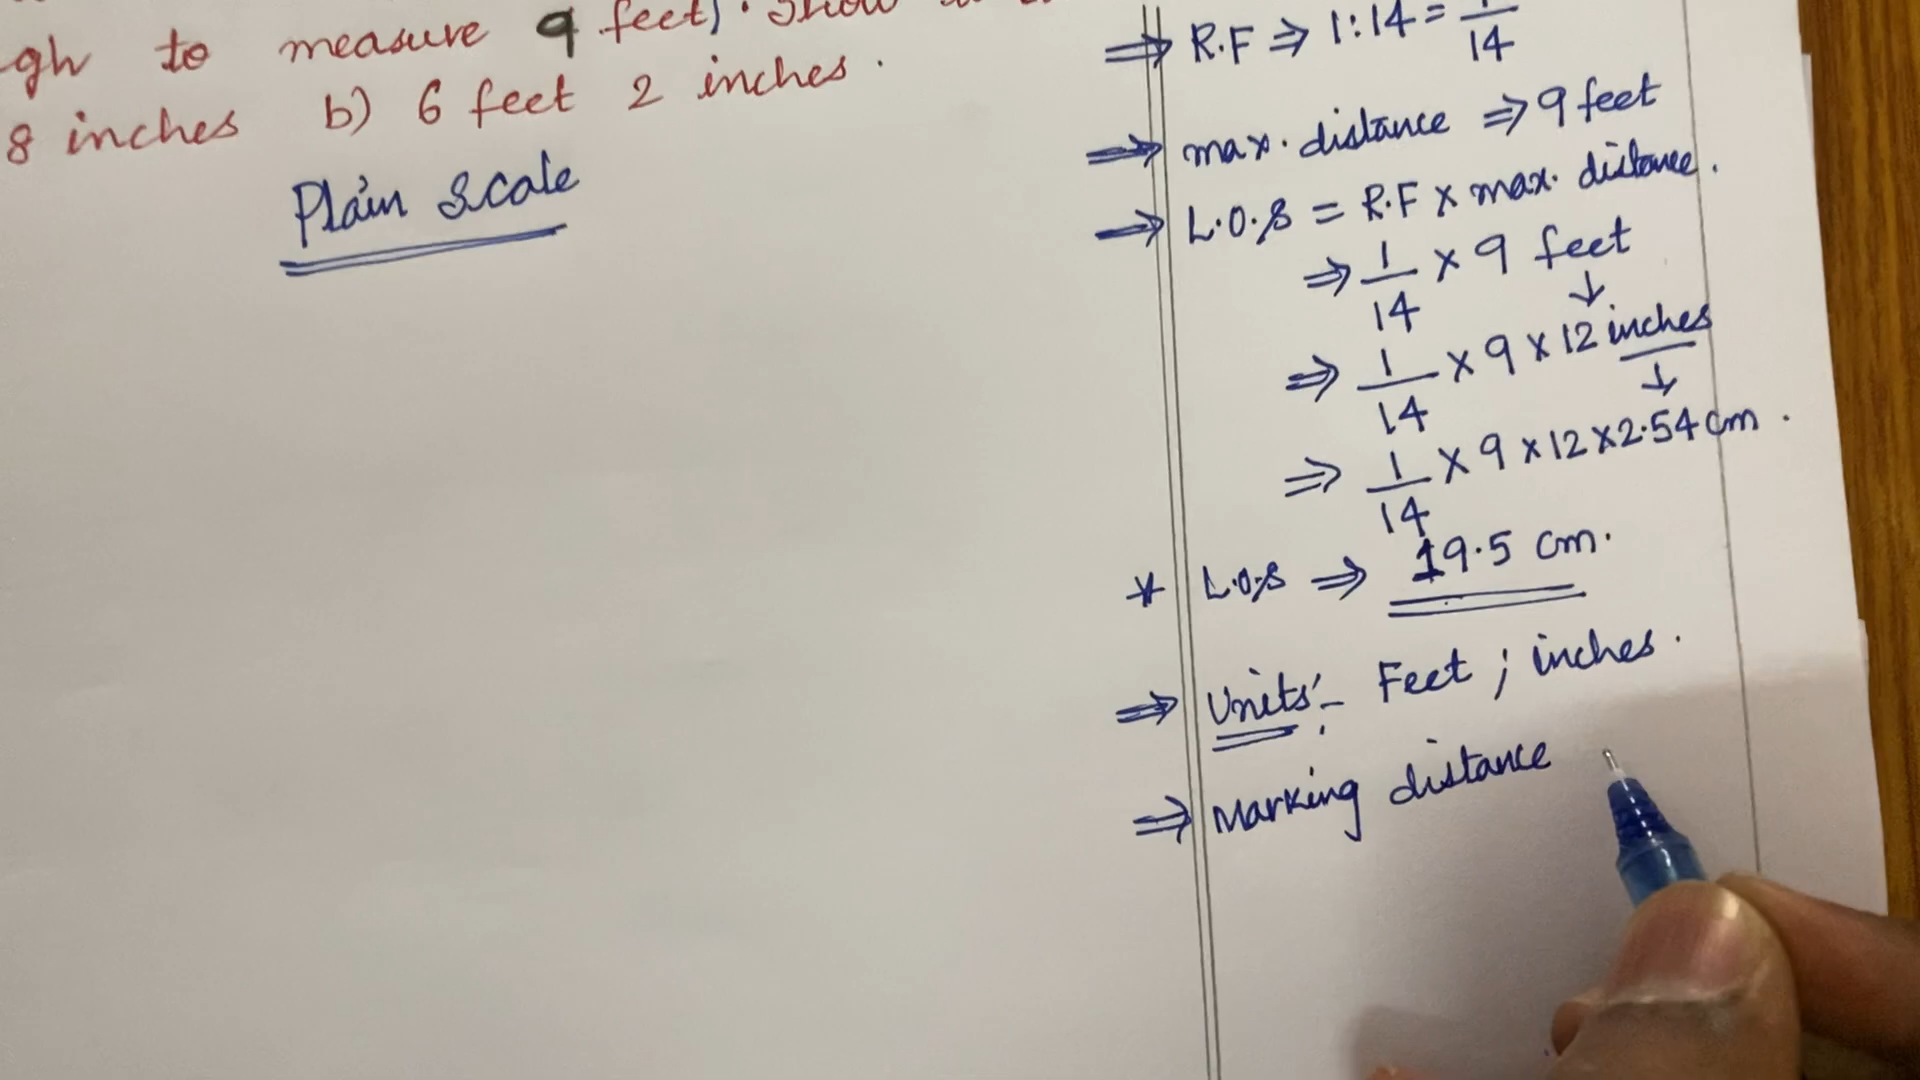 to measure 9 feet). Show
8 inches b) 6 feet 2 inches.
Plain scale
⇒ R.F ⇒ 1:14 = 1/14
⇒ max. distance ⇒ 9 feet
⇒ L.O.S = R.F x max. distance.
⇒ 1/14 x 9 feet
↓
⇒ 1/14 x 9 x 12 inches
↓
⇒ 1/14 x 9 x 12 x 2.54 cm.
* L.O.S ⇒ 19.5 cm.
⇒ Units:- Feet ; inches.
⇒ Marking distance